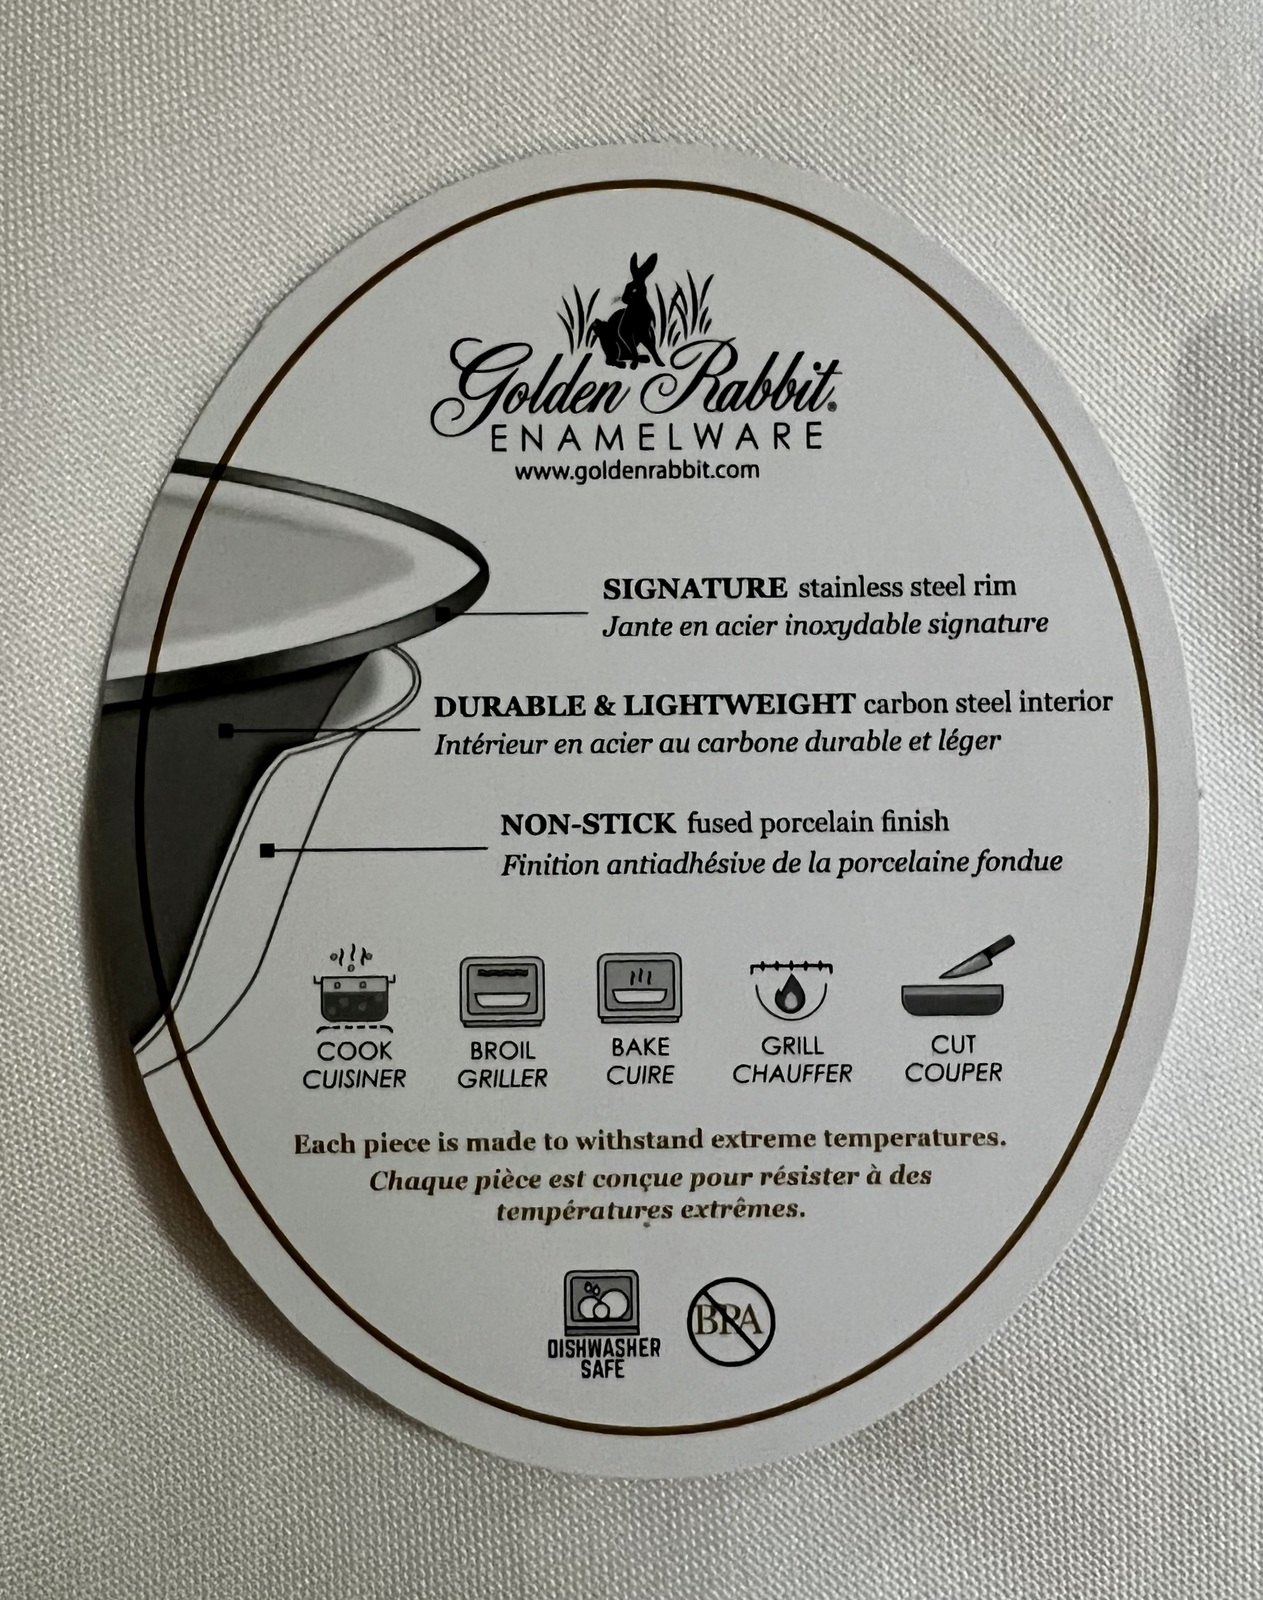 Golden Rabbit®
ENAMELWARE
www.goldenrabbit.com
SIGNATURE stainless steel rim
Jante en acier inoxydable signature
DURABLE & LIGHTWEIGHT carbon steel interior
Intérieur en acier au carbone durable et léger
NON-STICK fused porcelain finish
Finition antiadhésive de la porcelaine fondue
COOK
CUISINER
BROIL
GRILLER
BAKE
CUIRE
GRILL
CHAUFFER
CUT
COUPER
Each piece is made to withstand extreme temperatures.
Chaque pièce est conçue pour résister à des
températures extrêmes.
DISHWASHER
SAFE
BPA